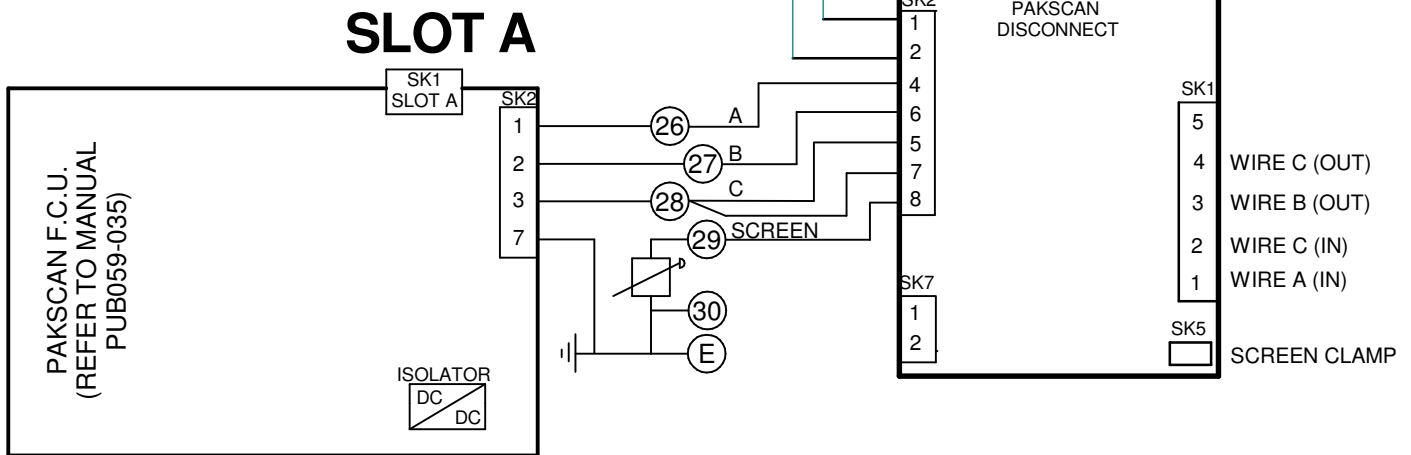 SLOT A
SK1
SLOT A
SK2
1
2
3
7
PAKSCAN F.C.U.
(REFER TO MANUAL
PUB059-035)
ISOLATOR
DC
DC
26
A
27
B
28
C
29
SCREEN
30
E
SK2
1
2
4
6
5
7
8
PAKSCAN
DISCONNECT
SK7
1
2
SK1
5
4 WIRE C (OUT)
3 WIRE B (OUT)
2 WIRE C (IN)
1 WIRE A (IN)
SK5
SCREEN CLAMP